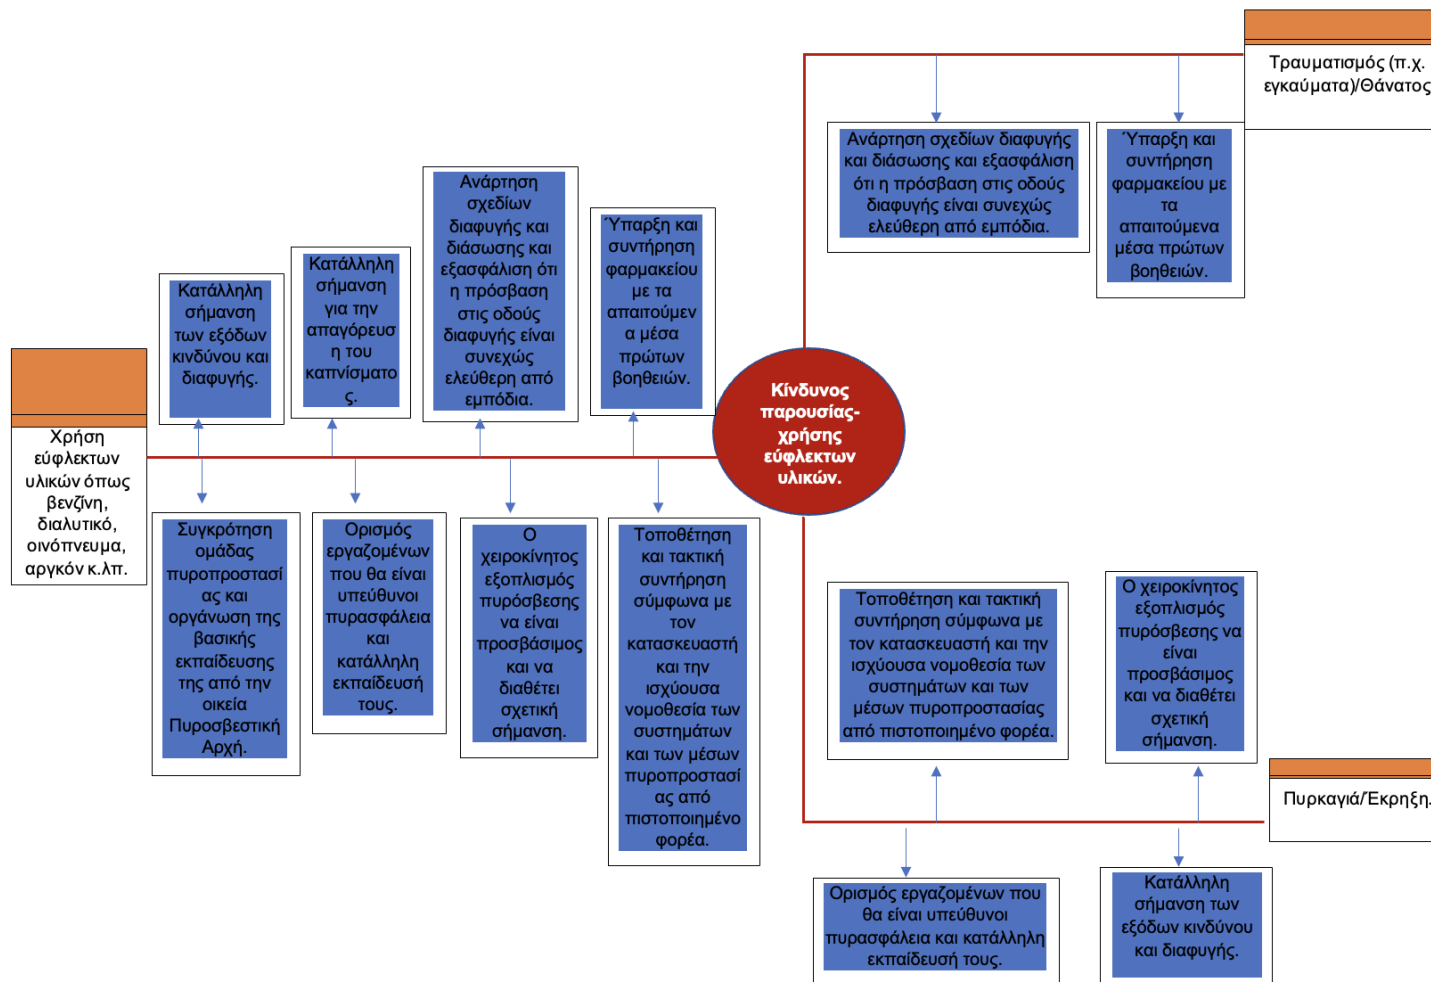 Τραυματισμός (π.χ.
εγκαύματα)/Θάνατος
Ανάρτηση σχεδίων διαφυγής
και διάσωσης και εξασφάλιση
ότι η πρόσβαση στις οδούς
διαφυγής είναι συνεχώς
ελεύθερη από εμπόδια.
Ύπαρξη και
συντήρηση
φαρμακείου με
τα
απαιτούμενα
μέσα πρώτων
βοηθειών.
Κατάλληλη
σήμανση
των εξόδων
κινδύνου και
διαφυγής.
Κατάλληλη
σήμανση
για την
απαγόρευσ
η του
καπνίσματο
ς.
Ανάρτηση
σχεδίων
διαφυγής και
διάσωσης και
εξασφάλιση ότι
η πρόσβαση
στις οδούς
διαφυγής είναι
συνεχώς
ελεύθερη από
εμπόδια.
Ύπαρξη και
συντήρηση
φαρμακείου
με τα
απαιτούμεν
α μέσα
πρώτων
βοηθειών.
Χρήση
εύφλεκτων
υλικών όπως
βενζίνη,
διαλυτικό,
οινόπνευμα,
αργκόν κ.λπ.
Κίνδυνος
παρουσίας-
χρήσης
εύφλεκτων
υλικών.
Συγκρότηση
ομάδας
πυροπροστασί
ας και
οργάνωση της
βασικής
εκπαίδευσης
της από την
οικεία
Πυροσβεστική
Αρχή.
Ορισμός
εργαζομένων
που θα είναι
υπεύθυνοι
πυρασφάλεια
και
κατάλληλη
εκπαίδευσή
τους.
Ο
χειροκίνητος
εξοπλισμός
πυρόσβεσης
να είναι
προσβάσιμος
και να
διαθέτει
σχετική
σήμανση.
Τοποθέτηση
και τακτική
συντήρηση
σύμφωνα με
τον
κατασκευαστή
και την
ισχύουσα
νομοθεσία των
συστημάτων
και των μέσων
πυροπροστασί
ας από
πιστοποιημένο
φορέα.
Τοποθέτηση και τακτική
συντήρηση σύμφωνα με
τον κατασκευαστή και την
ισχύουσα νομοθεσία των
συστημάτων και των
μέσων πυροπροστασίας
από πιστοποιημένο φορέα.
Ο χειροκίνητος
εξοπλισμός
πυρόσβεσης να
είναι
προσβάσιμος
και να διαθέτει
σχετική
σήμανση.
Πυρκαγιά/Έκρηξη.
Ορισμός εργαζομένων που
θα είναι υπεύθυνοι
πυρασφάλεια και κατάλληλη
εκπαίδευσή τους.
Κατάλληλη
σήμανση των
εξόδων κινδύνου
και διαφυγής.